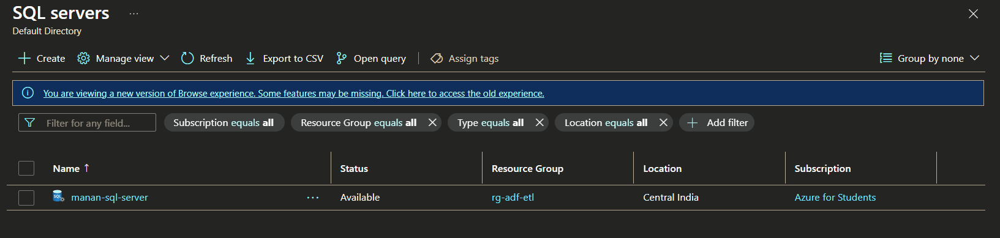 SQL servers ...
Default Directory
Create Manage view Refresh Export to CSV Open query Assign tags Group by none
You are viewing a new version of Browse experience. Some features may be missing. Click here to access the old experience.
Filter for any field... Subscription equals all Resource Group equals all Type equals all Location equals all Add filter
Name ↑ Status Resource Group Location Subscription
SQL manan-sql-server ... Available rg-adf-etl Central India Azure for Students